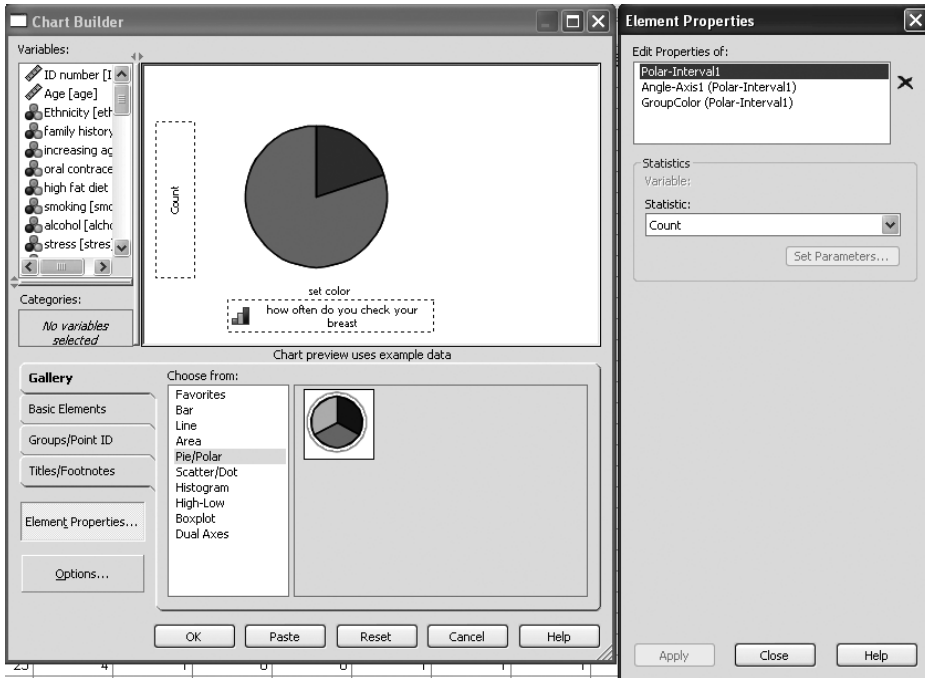 Chart Builder
Variables:
ID number [I
Age [age]
Ethnicity [eth
family history
increasing ag
oral contrace
high fat diet
smoking [smo
alcohol [alcho
stress [stres
Categories:
No variables
selected
Count
set color
how often do you check your
breast
Chart preview uses example data
Gallery
Basic Elements
Groups/Point ID
Titles/Footnotes
Element Properties...
Options...
Choose from:
Favorites
Bar
Line
Area
Pie/Polar
Scatter/Dot
Histogram
High-Low
Boxplot
Dual Axes
OK Paste Reset Cancel Help
Element Properties
Edit Properties of:
Polar-Interval1
Angle-Axis1 (Polar-Interval1)
GroupColor (Polar-Interval1)
Statistics
Variable:
Statistic:
Count
Set Parameters...
Apply Close Help